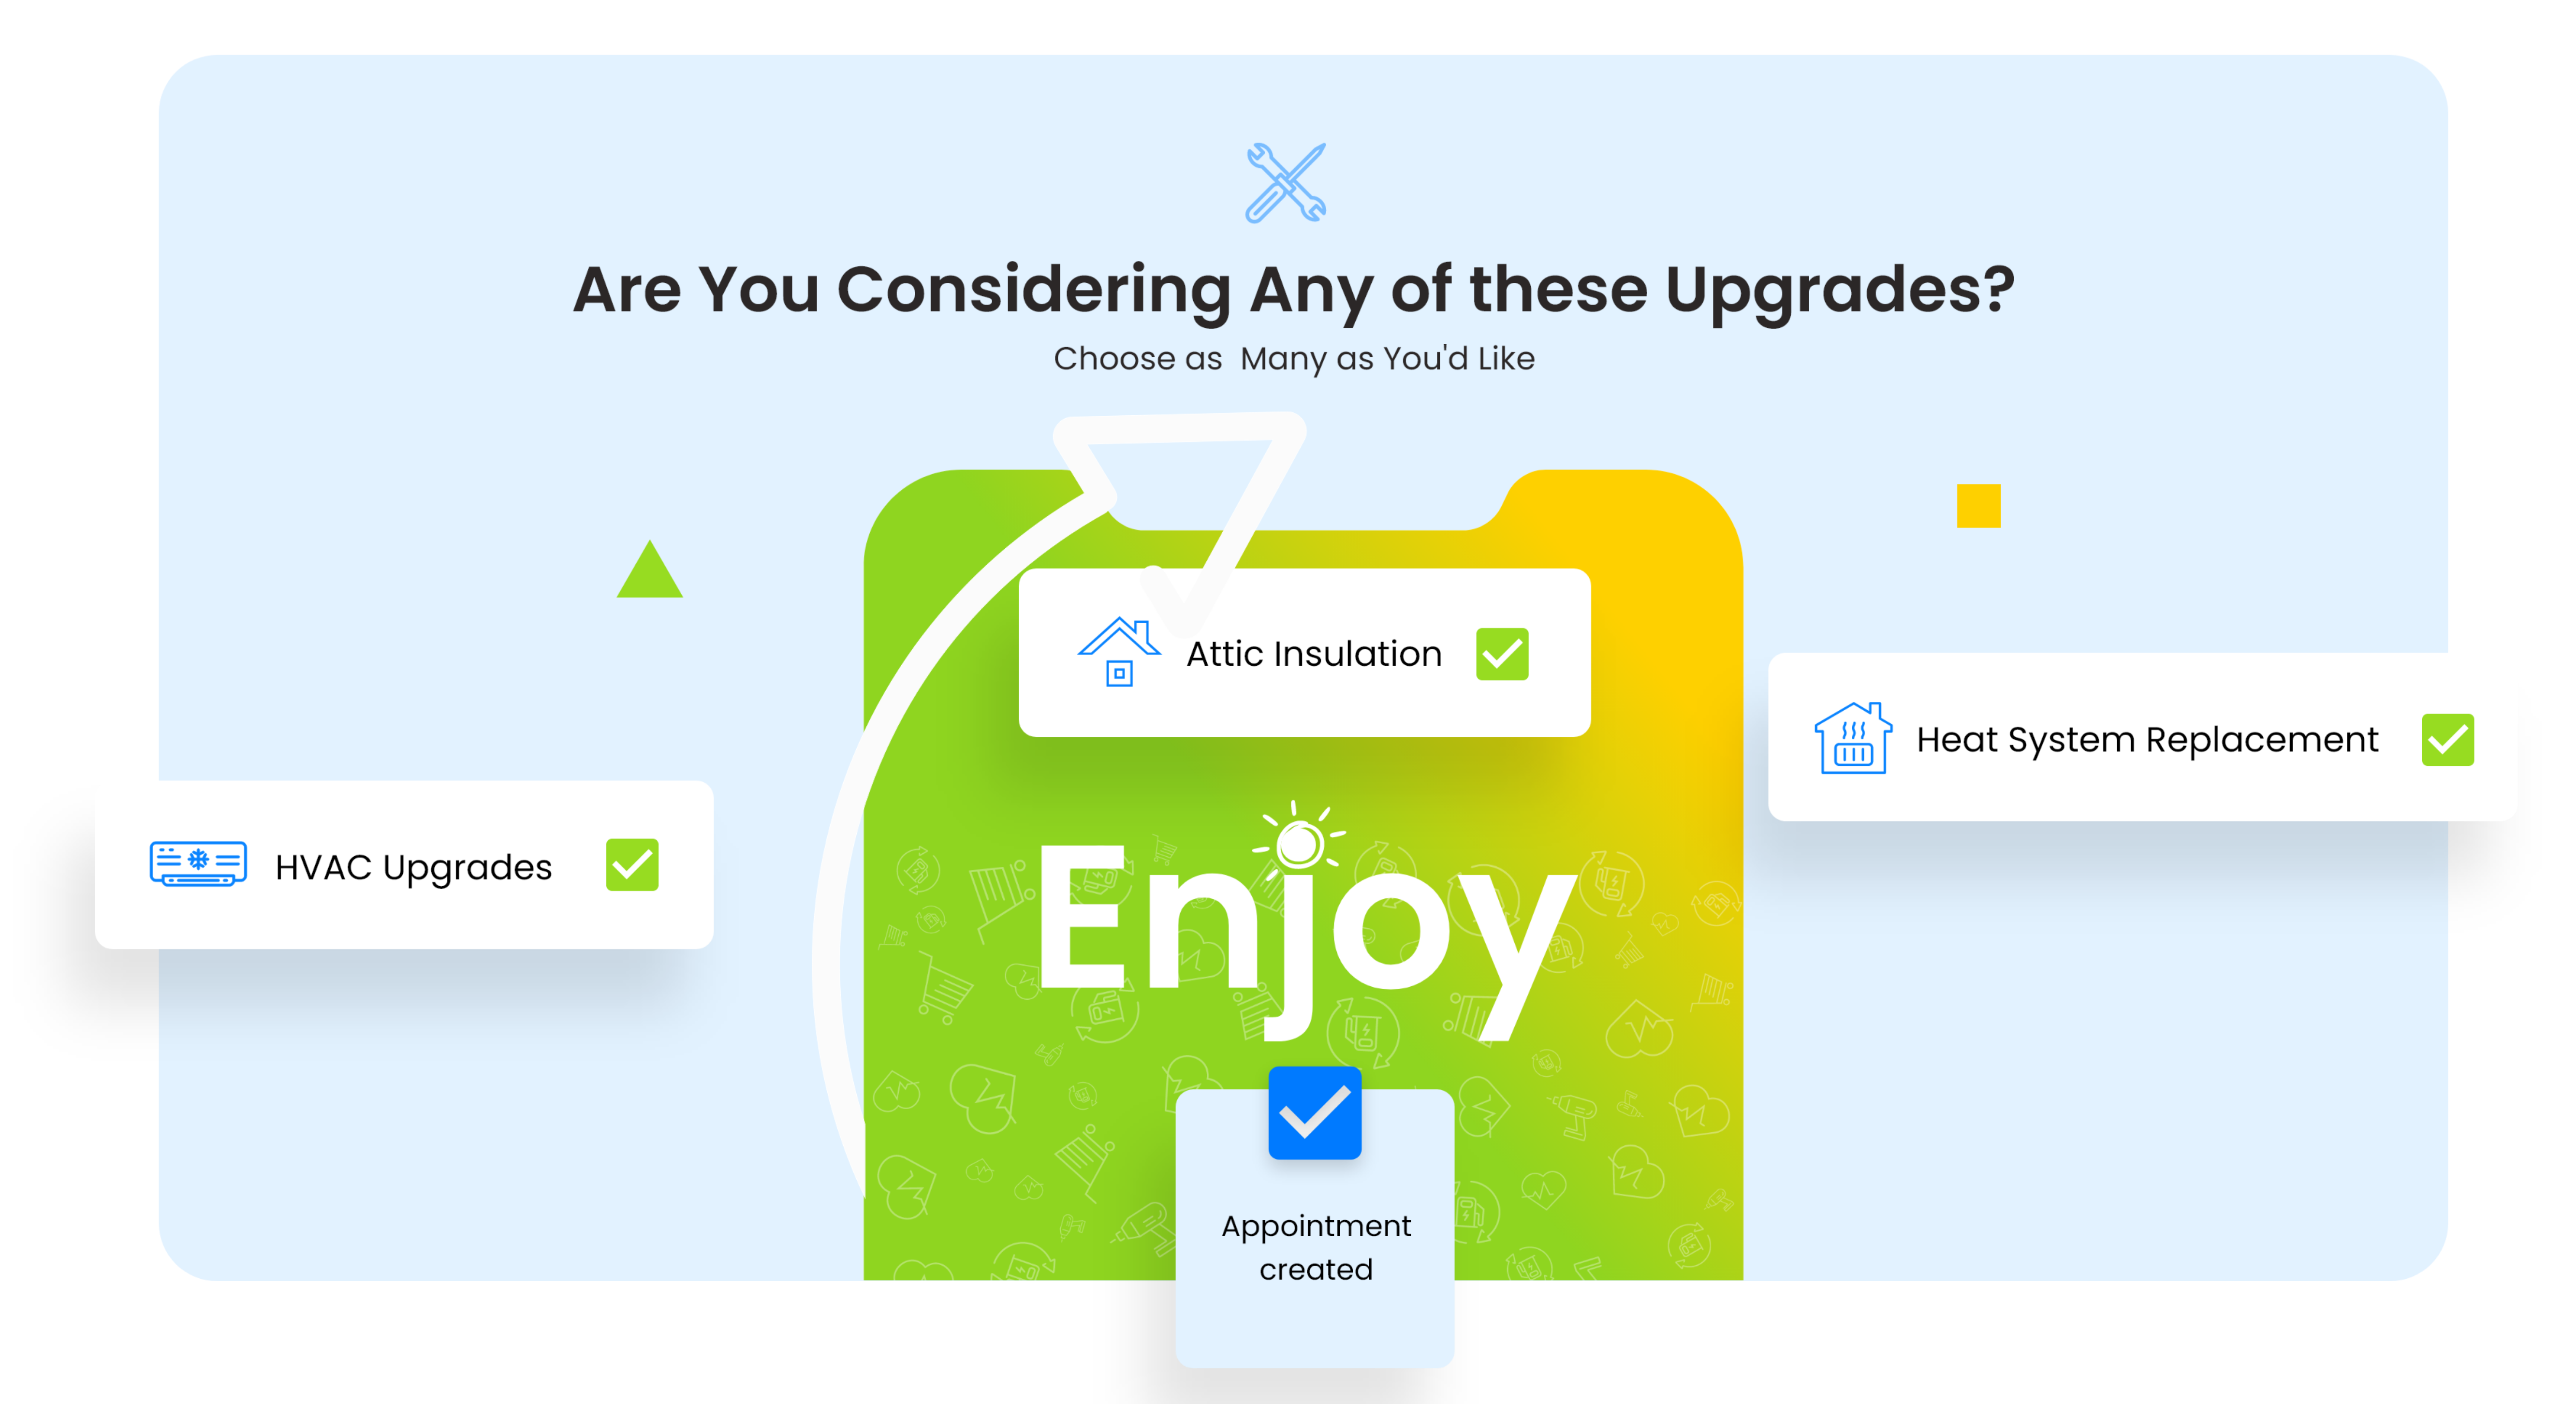 Are You Considering Any of these Upgrades?
Choose as  Many as You'd Like
Attic Insulation
Heat System Replacement
HVAC Upgrades
Enjoy
Appointment
created